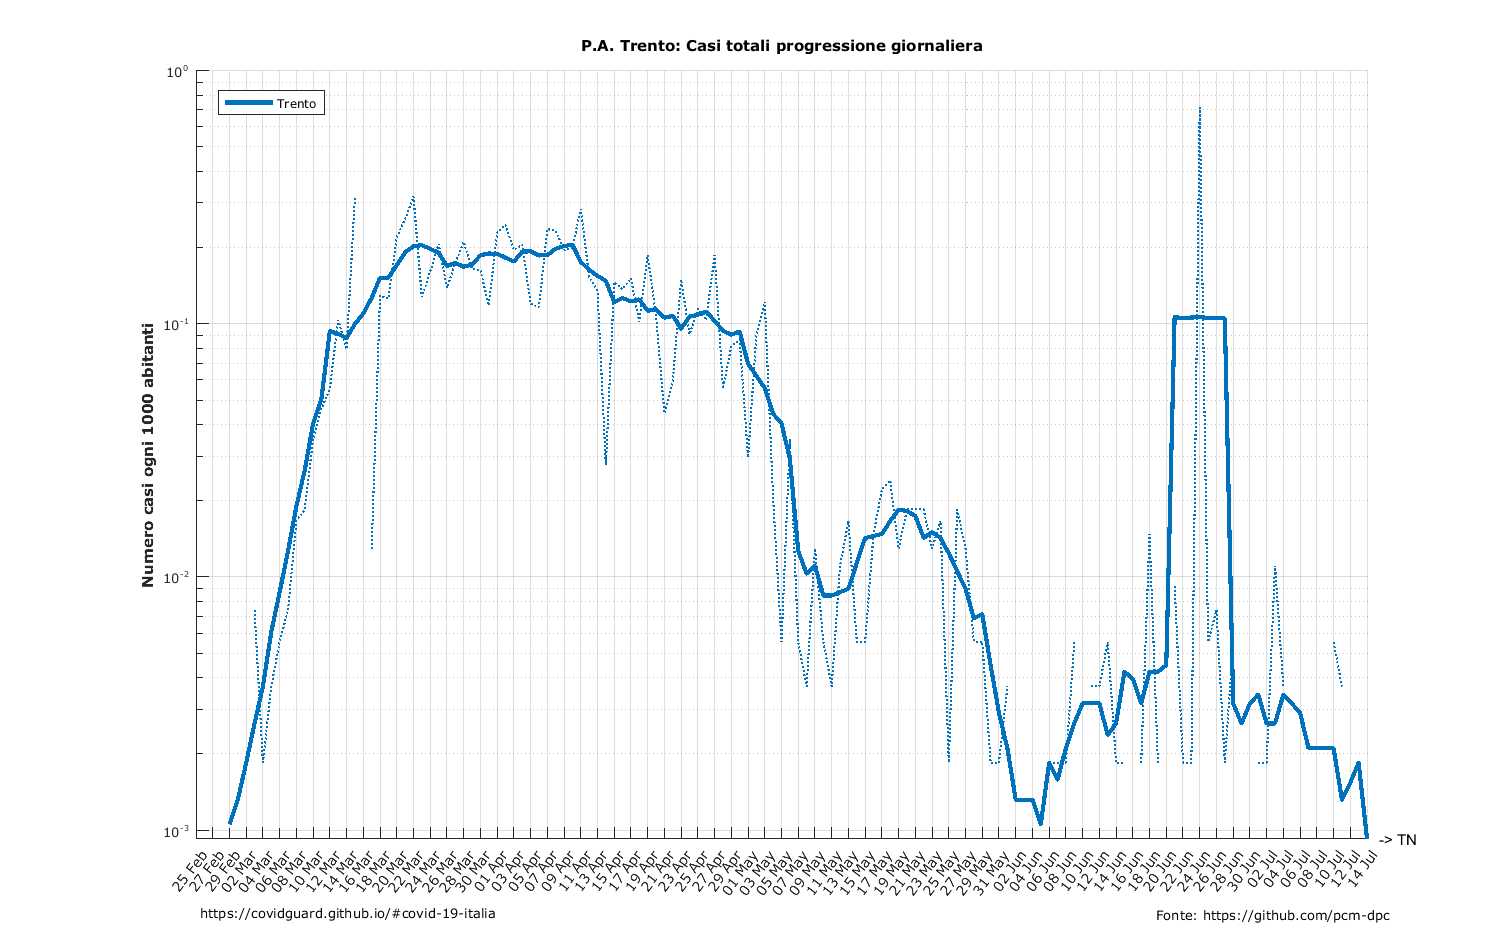 P.A. Trento: Casi totali progressione giornaliera
Trento
Numero casi ogni 1000 abitanti
10^0
10^-1
10^-2
10^-3
-> TN
25 Feb
27 Feb
29 Feb
02 Mar
04 Mar
06 Mar
08 Mar
10 Mar
12 Mar
14 Mar
16 Mar
18 Mar
20 Mar
22 Mar
24 Mar
26 Mar
28 Mar
30 Mar
01 Apr
03 Apr
05 Apr
07 Apr
09 Apr
11 Apr
13 Apr
15 Apr
17 Apr
19 Apr
21 Apr
23 Apr
25 Apr
27 Apr
29 Apr
01 May
03 May
05 May
07 May
09 May
11 May
13 May
15 May
17 May
19 May
21 May
23 May
25 May
27 May
29 May
31 May
02 Jun
04 Jun
06 Jun
08 Jun
10 Jun
12 Jun
14 Jun
16 Jun
18 Jun
20 Jun
22 Jun
24 Jun
26 Jun
28 Jun
30 Jun
02 Jul
04 Jul
06 Jul
08 Jul
10 Jul
12 Jul
14 Jul
https://covidguard.github.io/#covid-19-italia
Fonte: https://github.com/pcm-dpc